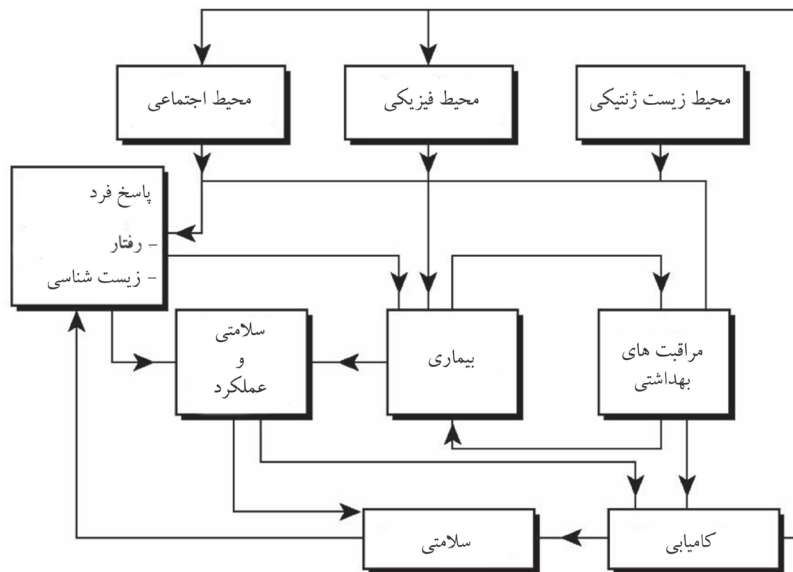 محیط اجتماعی
محیط فیزیکی
محیط زیست ژنتیکی
پاسخ فرد
- رفتار
- زیست شناسی
سلامتی
و
عملکرد
بیماری
مراقبت های
بهداشتی
سلامتی
کامیابی